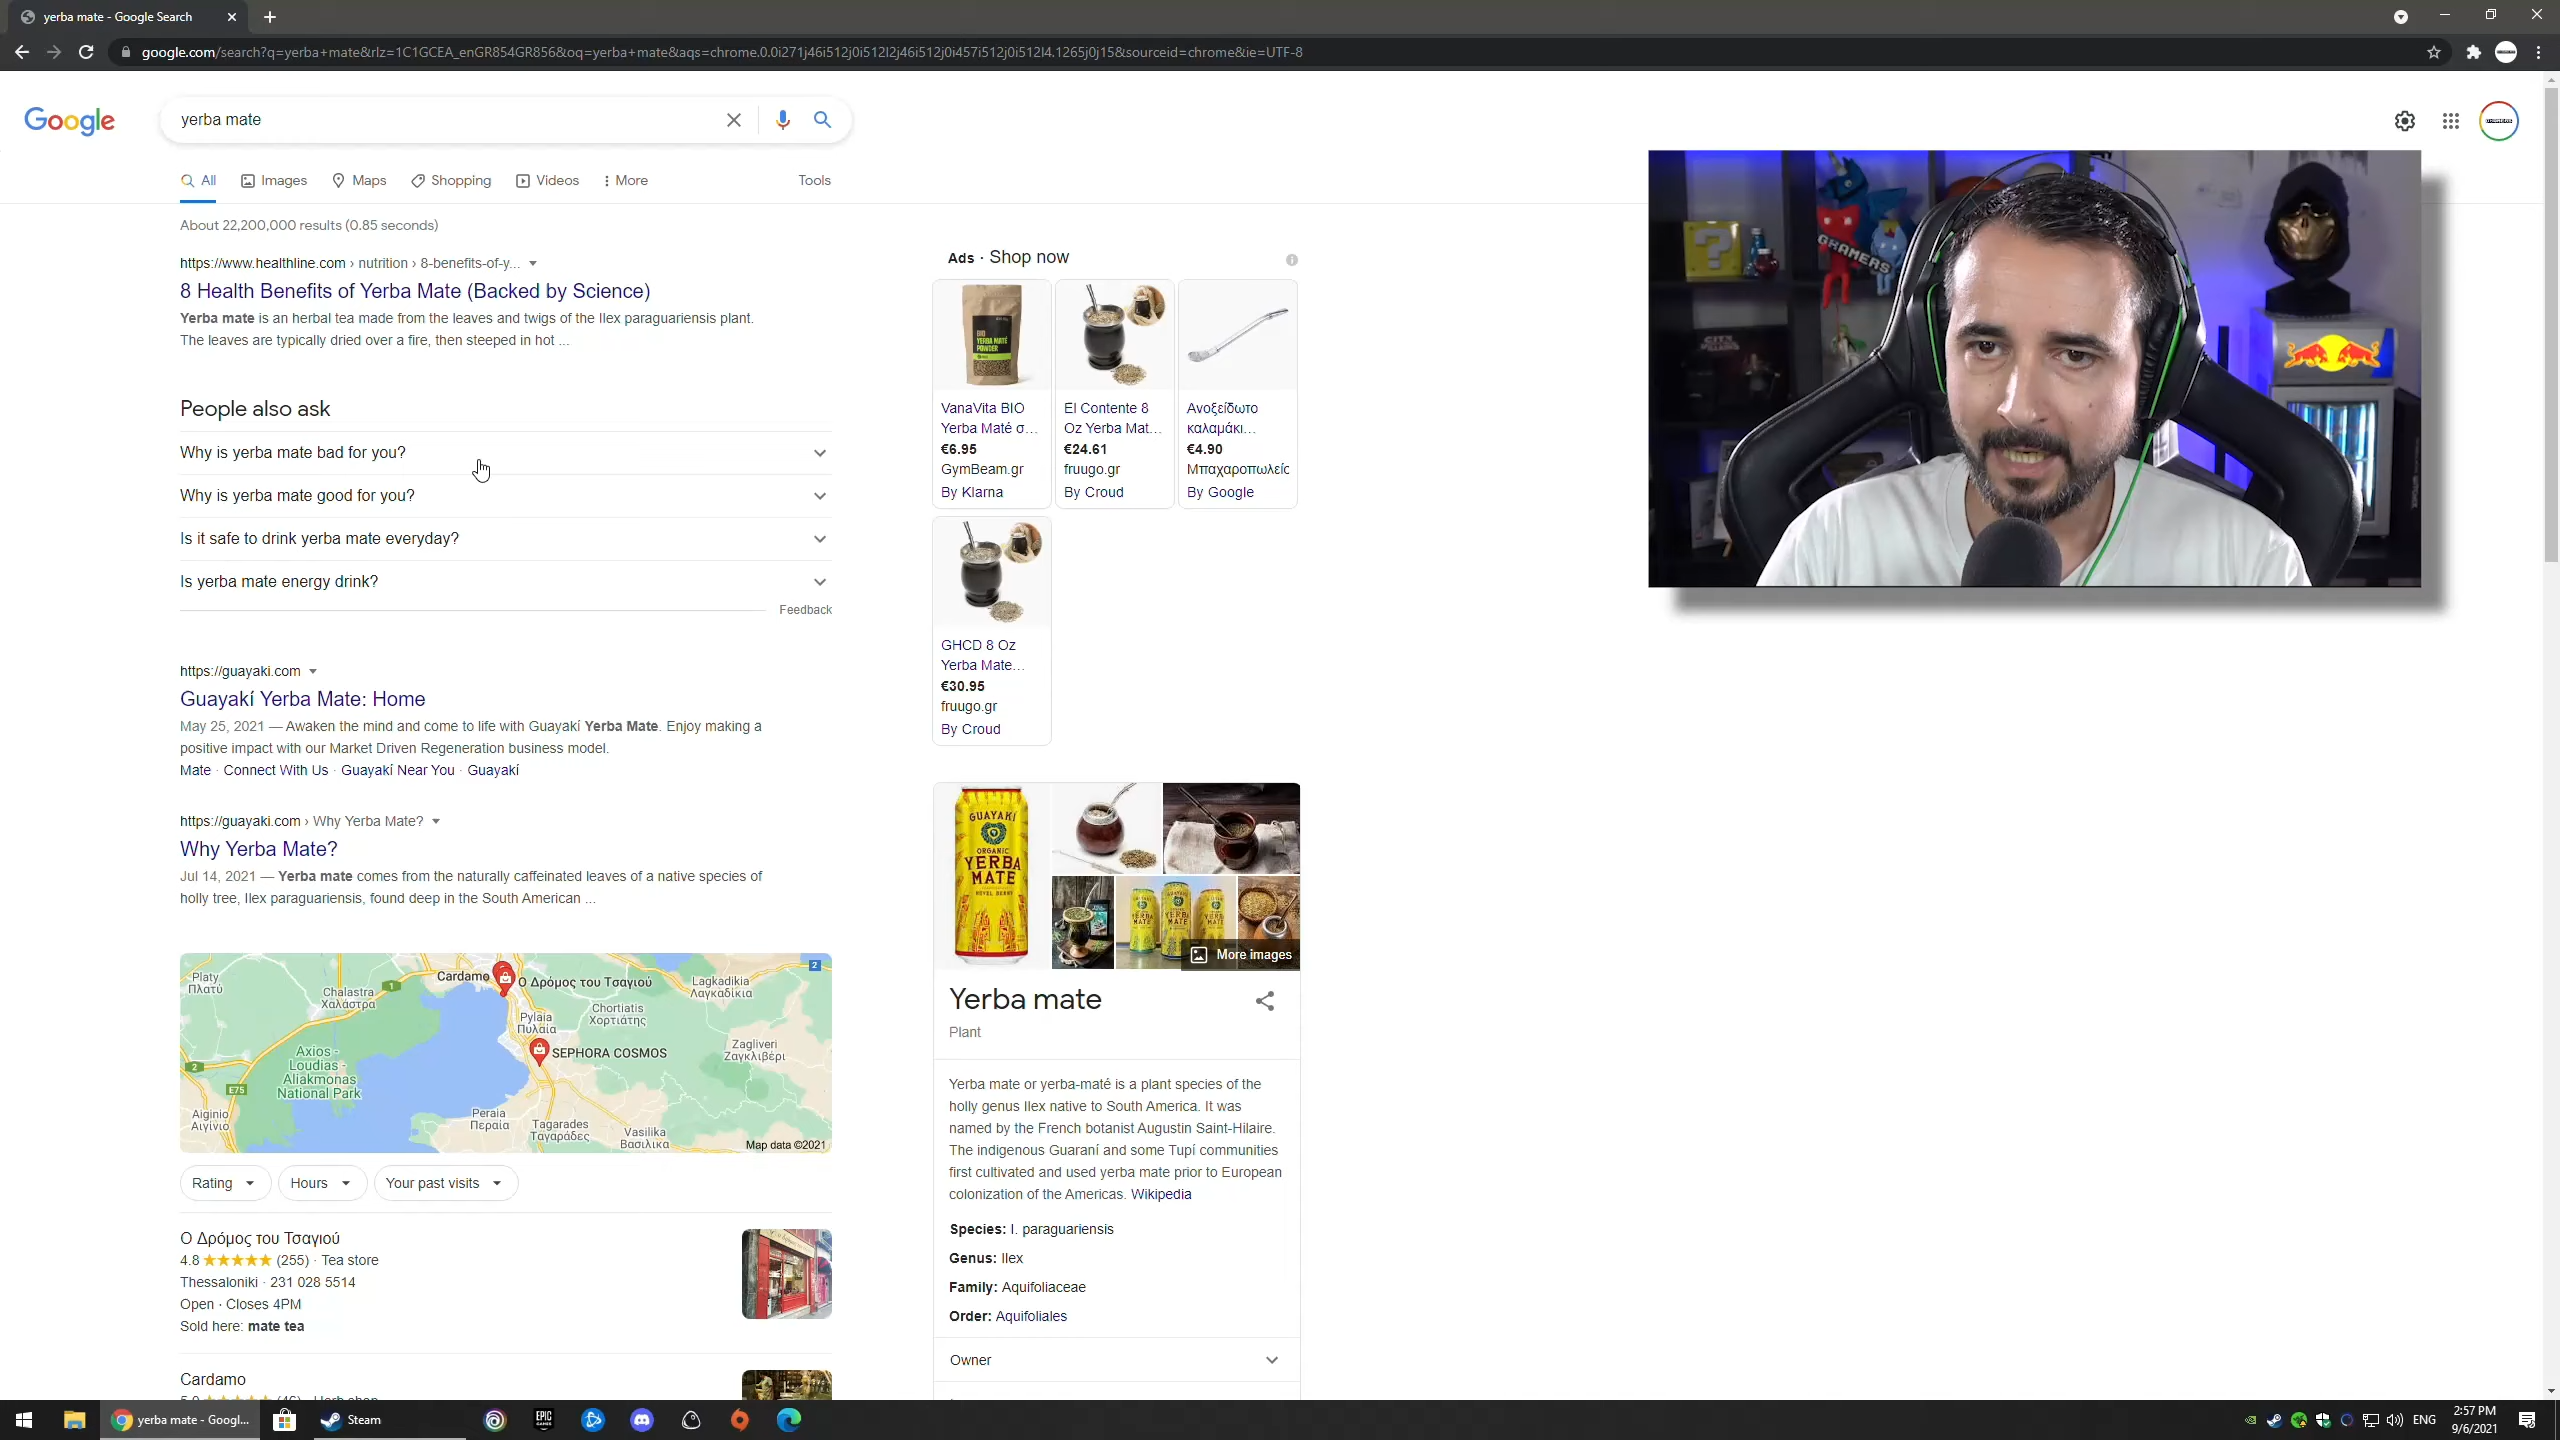 yerba mate - Google Search
google.com/search?q=yerba+mate&rlz=1C1GCEA_enGR854GR856&oq=yerba+mate&aqs=chrome.0.0i271j46i512j0i512l2j46i512j0i457i512j0i512l4.1265j0j15&sourceid=chrome&ie=UTF-8
Google
yerba mate
All
Images
Maps
Shopping
Videos
More
Tools
About 22,200,000 results (0.85 seconds)
https://www.healthline.com › nutrition › 8-benefits-of-y...
8 Health Benefits of Yerba Mate (Backed by Science)
Yerba mate is an herbal tea made from the leaves and twigs of the Ilex paraguariensis plant.
The leaves are typically dried over a fire, then steeped in hot ...
People also ask
Why is yerba mate bad for you?
Why is yerba mate good for you?
Is it safe to drink yerba mate everyday?
Is yerba mate energy drink?
Feedback
https://guayaki.com
Guayakí Yerba Mate: Home
May 25, 2021 — Awaken the mind and come to life with Guayakí Yerba Mate. Enjoy making a
positive impact with our Market Driven Regeneration business model.
Mate · Connect With Us · Guayakí Near You · Guayakí
https://guayaki.com › Why Yerba Mate?
Why Yerba Mate?
Jul 14, 2021 — Yerba mate comes from the naturally caffeinated leaves of a native species of
holly tree, Ilex paraguariensis, found deep in the South American ...
Platy
Πλατύ
Chalastra
Χαλάστρα
1
Cardamo
Ο Δρόμος του Τσαγιού
Lagkadikia
Λαγκαδίκια
2
Chortiatis
Χορτιάτης
Pylaia
Πυλαία
SEPHORA COSMOS
Zagliveri
Ζαγκλιβέρι
Axios -
Loudias -
Aliakmonas
National Park
2
E75
Aiginio
Αιγίνιο
Peraia
Περαία
Tagarades
Ταγαράδες
Vasilika
Βασιλικα
Map data ©2021
Rating
Hours
Your past visits
Ο Δρόμος του Τσαγιού
4.8 (255) · Tea store
Thessaloniki · 231 028 5514
Open · Closes 4PM
Sold here: mate tea
Cardamo
Ads · Shop now
BIO
YERBA MATÉ
POWDER
VanaVita BIO
Yerba Maté σ...
€6.95
GymBeam.gr
By Klarna
El Contente 8
Oz Yerba Mat...
€24.61
fruugo.gr
By Croud
Ανοξείδωτο
καλαμάκι...
€4.90
Μπαχαροπωλείο
By Google
GHCD 8 Oz
Yerba Mate...
€30.95
fruugo.gr
By Croud
GUAYAKÍ
ORGANIC
YERBA
MATE
More images
Yerba mate
Plant
Yerba mate or yerba-maté is a plant species of the
holly genus Ilex native to South America. It was
named by the French botanist Augustin Saint-Hilaire.
The indigenous Guaraní and some Tupí communities
first cultivated and used yerba mate prior to European
colonization of the Americas. Wikipedia
Species: I. paraguariensis
Genus: Ilex
Family: Aquifoliaceae
Order: Aquifoliales
Owner
yerba mate - Googl...
Steam
EPIC
GAMES
ENG
2:57 PM
9/6/2021